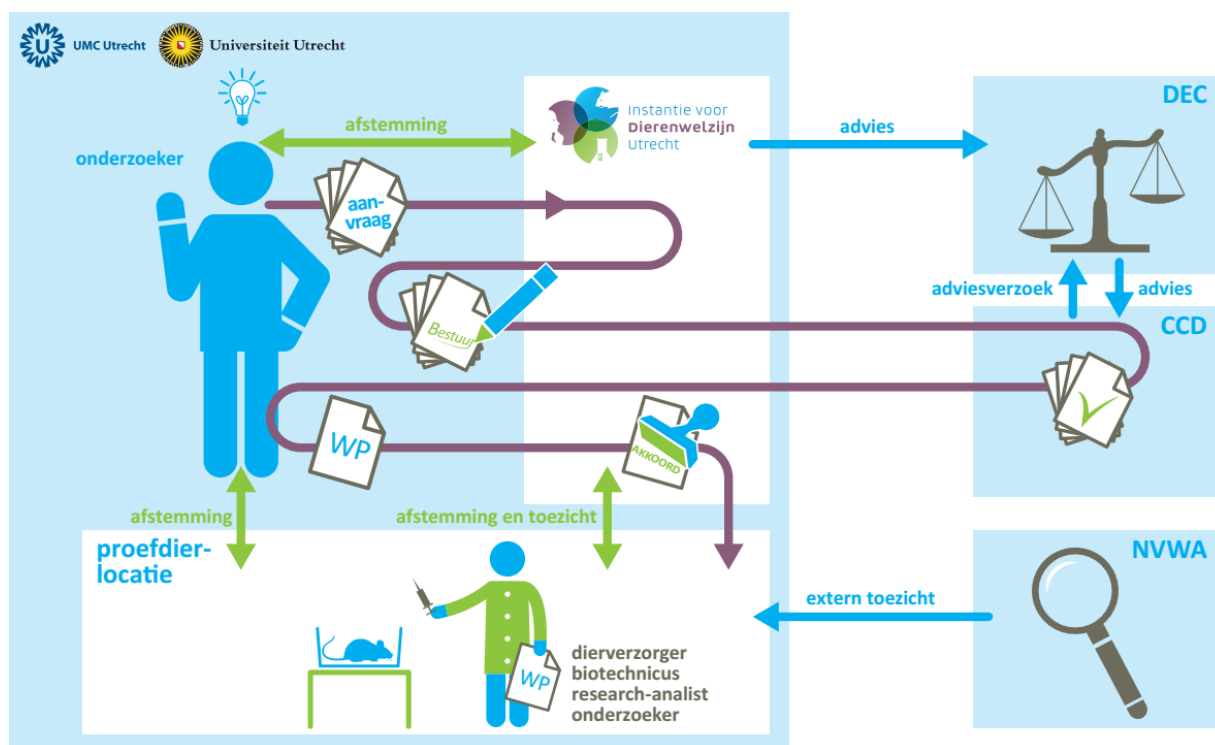 UMC Utrecht
Universiteit Utrecht
onderzoeker
afstemming
Instantie voor
Dierenwelzijn
Utrecht
advies
DEC
aan-
vraag
Bestuur
adviesverzoek
advies
CCD
WP
AKKOORD
afstemming
afstemming en toezicht
proefdier-
locatie
WP
dierverzorger
biotechnicus
research-analist
onderzoeker
extern toezicht
NVWA